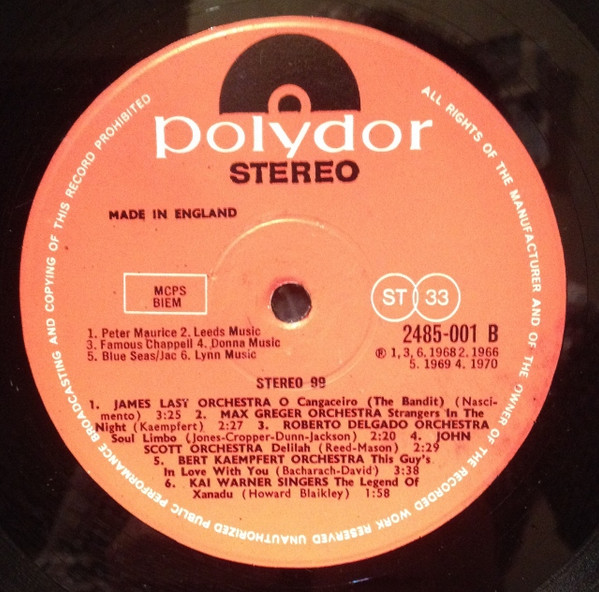 polydor
STEREO
MADE IN ENGLAND
MCPS
BIEM
ST 33
1. Peter Maurice 2. Leeds Music
3. Famous Chappell 4. Donna Music
5. Blue Seas/Jac 6. Lynn Music
2485-001 B
℗ 1, 3, 6. 1968 2. 1966
5. 1969 4. 1970
STEREO 99
1. JAMES LAST ORCHESTRA O Cangaceiro (The Bandit) (Nasci-
mento) 3:25 2. MAX GREGER ORCHESTRA Strangers In The
Night (Kaempfert) 2:27 3. ROBERTO DELGADO ORCHESTRA
Soul Limbo (Jones-Cropper-Dunn-Jackson) 2:20 4. JOHN
SCOTT ORCHESTRA Delilah (Reed-Mason) 2:29
5. BERT KAEMPFERT ORCHESTRA This Guy's
In Love With You (Bacharach-David) 3:38
6. KAI WARNER SINGERS The Legend Of
Xanadu (Howard Blaikley) 1:58
ALL RIGHTS OF THE MANUFACTURER AND OF THE OWNER OF THE RECORDED WORK RESERVED UNAUTHORIZED PUBLIC PERFORMANCE BROADCASTING AND COPYING OF THIS RECORD PROHIBITED